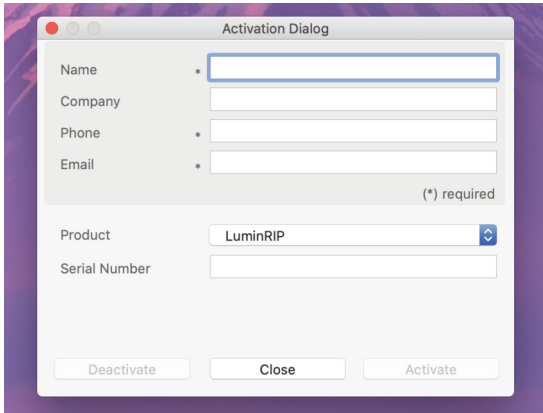 Activation Dialog
Name *
Company
Phone *
Email *
(*) required
Product LuminRIP
Serial Number
Deactivate Close Activate